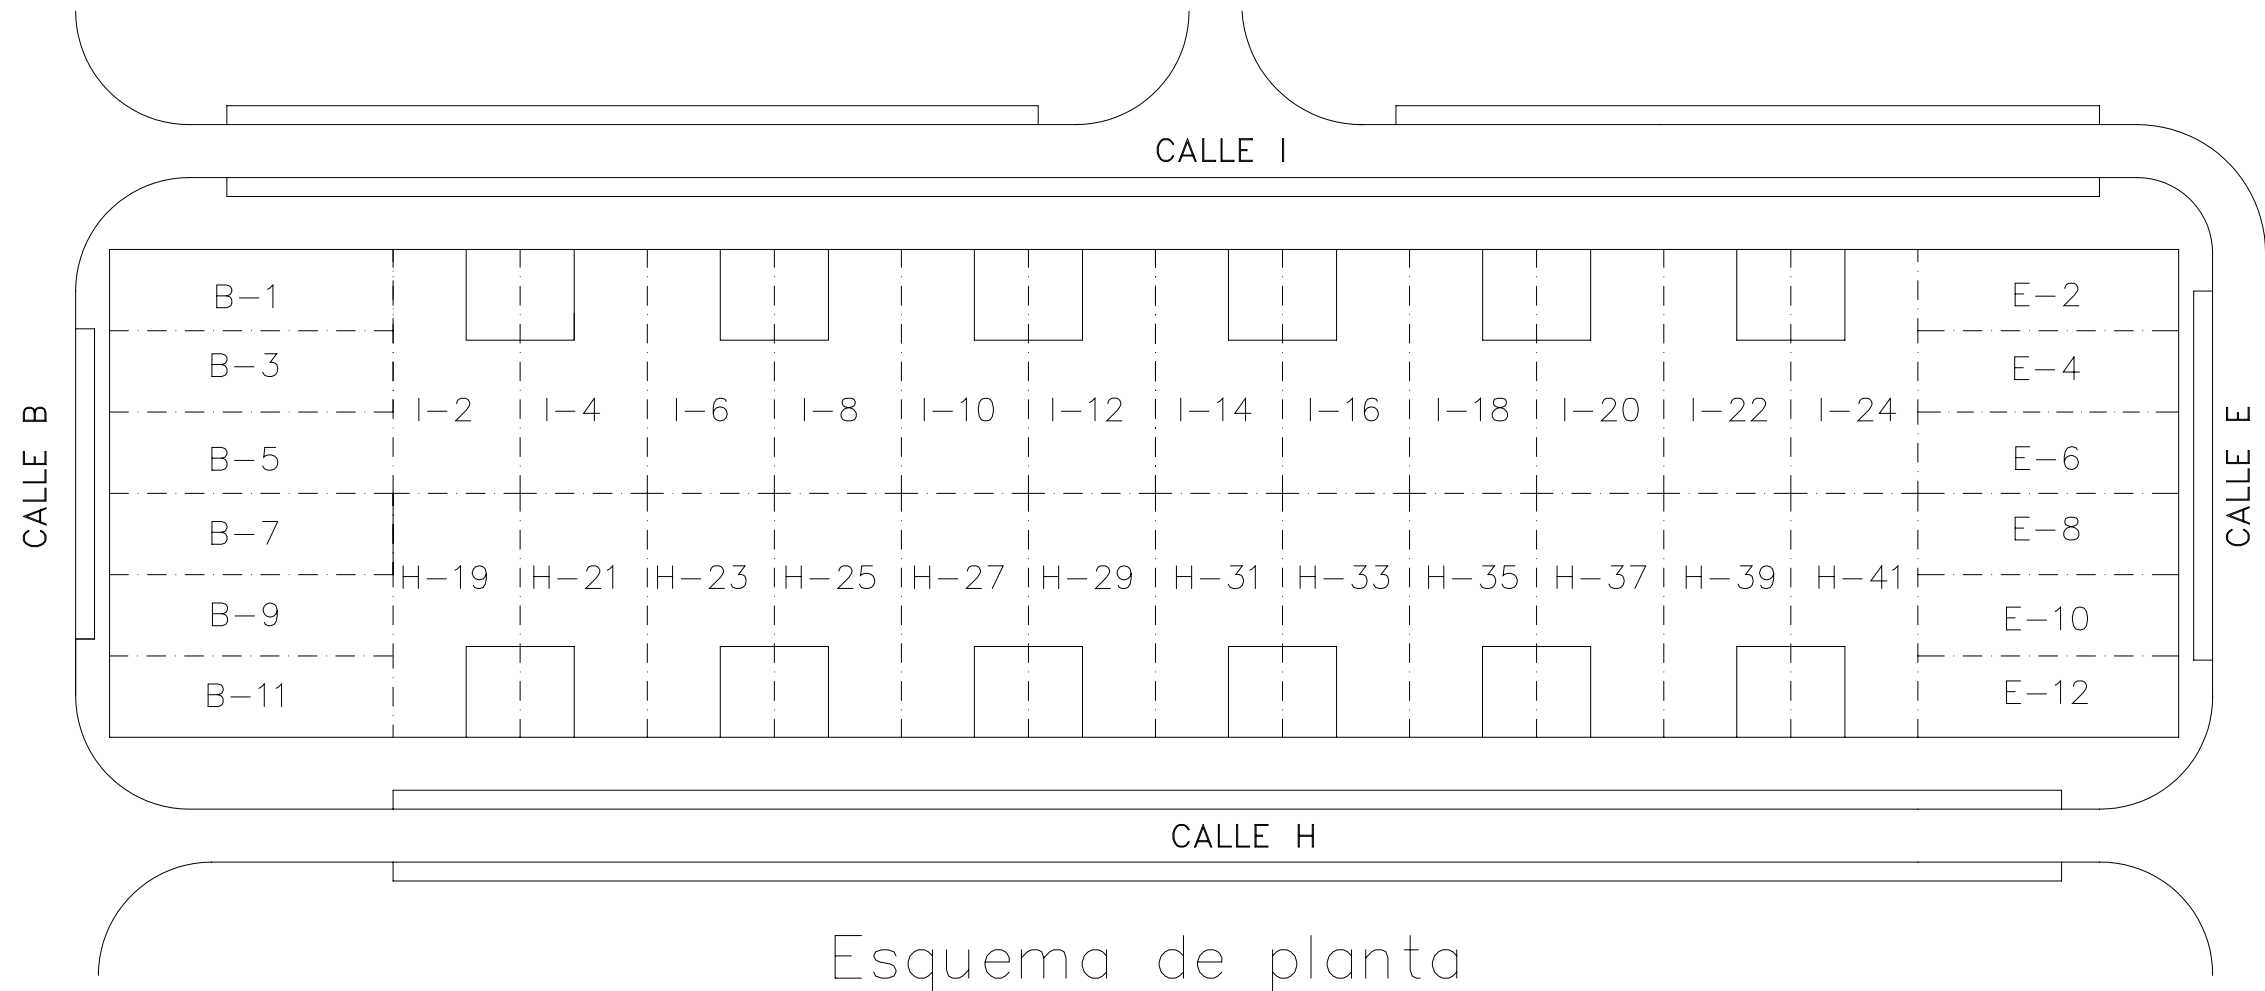 CALLE I
B-1
E-2
B-3
E-4
CALLE B
I-2 I-4 I-6 I-8 I-10 I-12 I-14 I-16 I-18 I-20 I-22 I-24
CALLE E
B-5
E-6
B-7
E-8
H-19 H-21 H-23 H-25 H-27 H-29 H-31 H-33 H-35 H-37 H-39 H-41
B-9
E-10
B-11
E-12
CALLE H
Esquema de planta